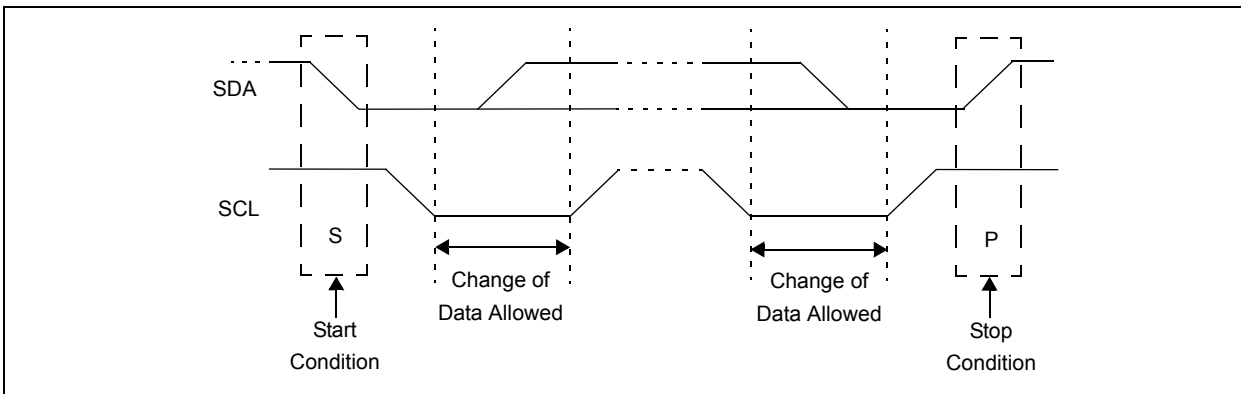 SDA
SCL
S
P
Change of
Data Allowed
Change of
Data Allowed
Start
Condition
Stop
Condition